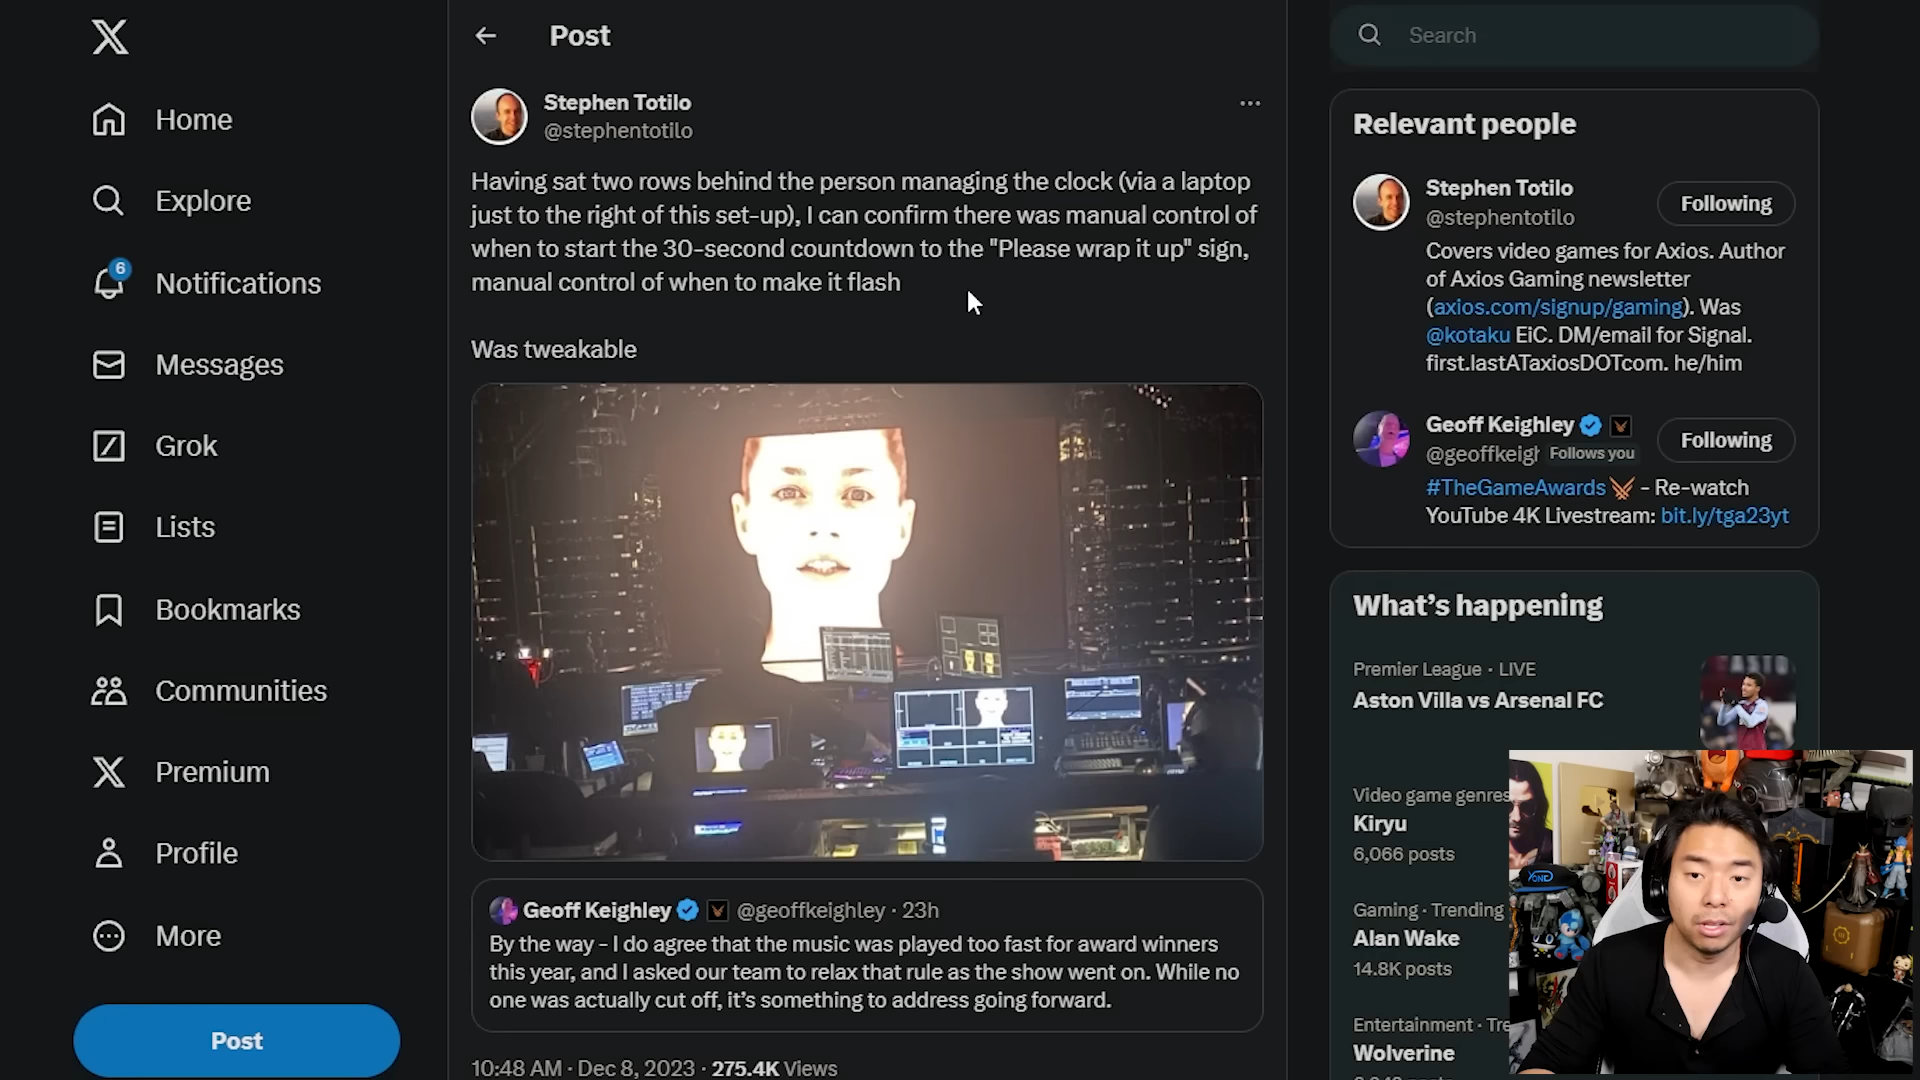 Home
Explore
6
Notifications
Messages
Grok
Lists
Bookmarks
Communities
Premium
Profile
More
Post
Post
Stephen Totilo
@stephentotilo
Having sat two rows behind the person managing the clock (via a laptop
just to the right of this set-up), I can confirm there was manual control of
when to start the 30-second countdown to the "Please wrap it up" sign,
manual control of when to make it flash
Was tweakable
Geoff Keighley @geoffkeighley · 23h
By the way - I do agree that the music was played too fast for award winners
this year, and I asked our team to relax that rule as the show went on. While no
one was actually cut off, it's something to address going forward.
10:48 AM · Dec 8, 2023 · 275.4K Views
Search
Relevant people
Stephen Totilo
@stephentotilo
Following
Covers video games for Axios. Author
of Axios Gaming newsletter
(axios.com/signup/gaming). Was
@kotaku EiC. DM/email for Signal.
first.lastATaxiosDOTcom. he/him
Geoff Keighley
@geoffkeigh Follows you
Following
#TheGameAwards - Re-watch
YouTube 4K Livestream: bit.ly/tga23yt
What's happening
Premier League · LIVE
Aston Villa vs Arsenal FC
Video game genres
Kiryu
6,066 posts
Gaming · Trending
Alan Wake
14.8K posts
Entertainment · Tre
Wolverine